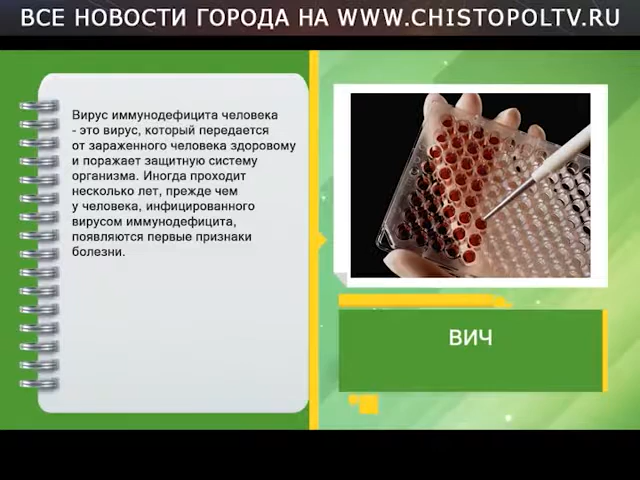 ВСЕ НОВОСТИ ГОРОДА НА WWW.CHISTOPOLTV.RU
Вирус иммунодефицита человека
- это вирус, который передается
от зараженного человека здоровому
и поражает защитную систему
организма. Иногда проходит
несколько лет, прежде чем
у человека, инфицированного
вирусом иммунодефицита,
появляются первые признаки
болезни.
ВИЧ